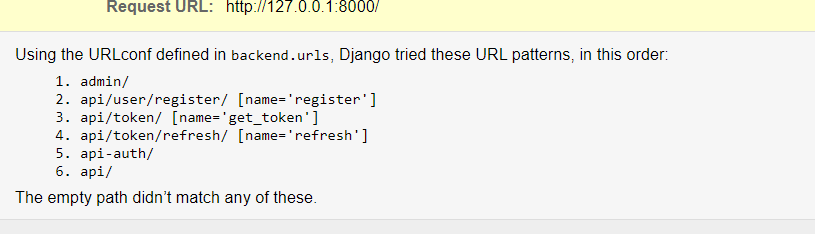 Request URL: http://127.0.0.1:8000/
Using the URLconf defined in backend.urls, Django tried these URL patterns, in this order:
1. admin/
2. api/user/register/ [name='register']
3. api/token/ [name='get_token']
4. api/token/refresh/ [name='refresh']
5. api-auth/
6. api/
The empty path didn’t match any of these.